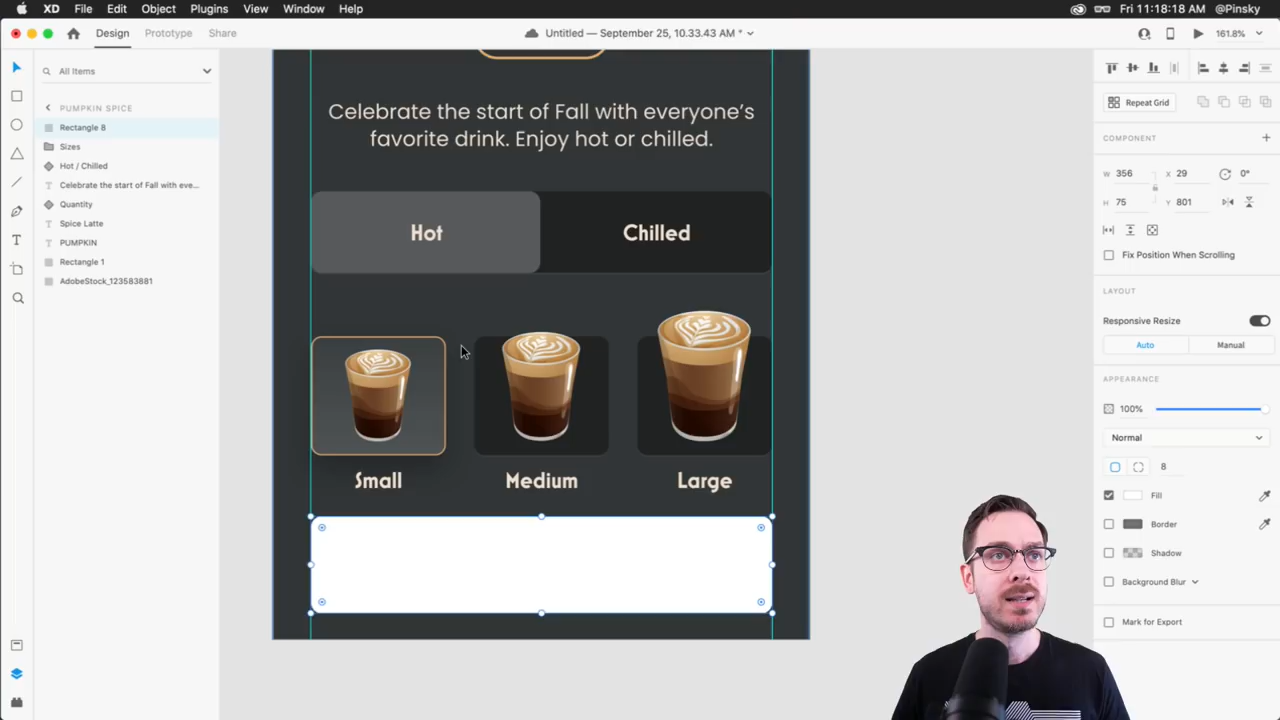 XD File Edit Object Plugins View Window Help Fri 11:18:18 AM @Pinsky
Design Prototype Share Untitled — September 25, 10.33.43 AM * 161.8%
All Items
PUMPKIN SPICE
Rectangle 8
Sizes
Hot / Chilled
Celebrate the start of Fall with eve...
Quantity
Spice Latte
PUMPKIN
Rectangle 1
AdobeStock_123583881
Celebrate the start of Fall with everyone's
favorite drink. Enjoy hot or chilled.
Hot Chilled
Small Medium Large
Repeat Grid
COMPONENT
W 356 X 29 0°
H 75 Y 801
Fix Position When Scrolling
LAYOUT
Responsive Resize
Auto Manual
APPEARANCE
100%
Normal
8
Fill
Border
Shadow
Background Blur
Mark for Export